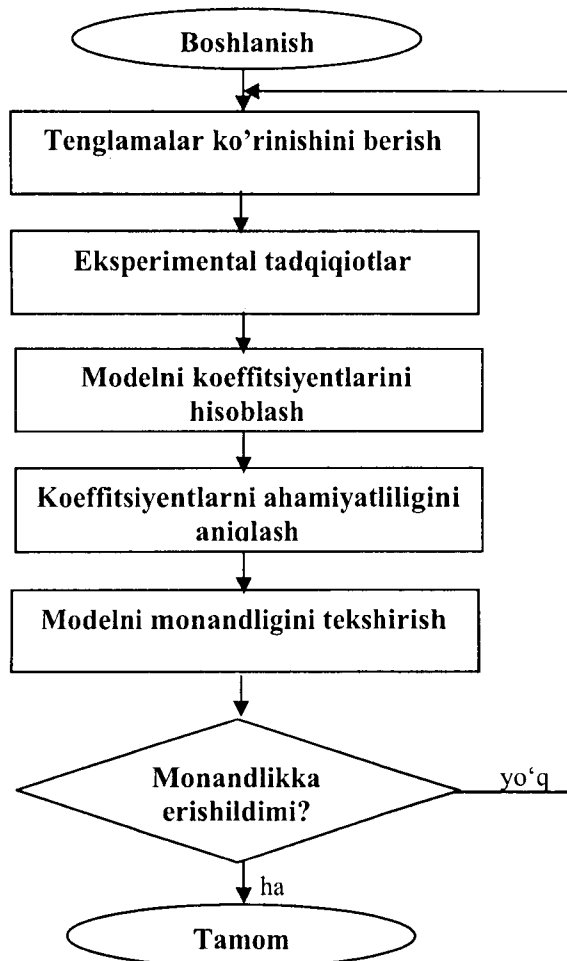 Boshlanish
Tenglamalar ko’rinishini berish
Eksperimental tadqiqiotlar
Modelni koeffitsiyentlarini
hisoblash
Koeffitsiyentlarni ahamiyatliligini
aniqlash
Modelni monandligini tekshirish
Monandlikka
erishildimi?
yo‘q
ha
Tamom